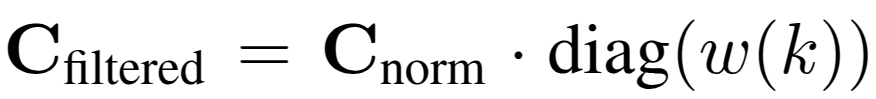 C_filtered = C_norm · diag(w(k))